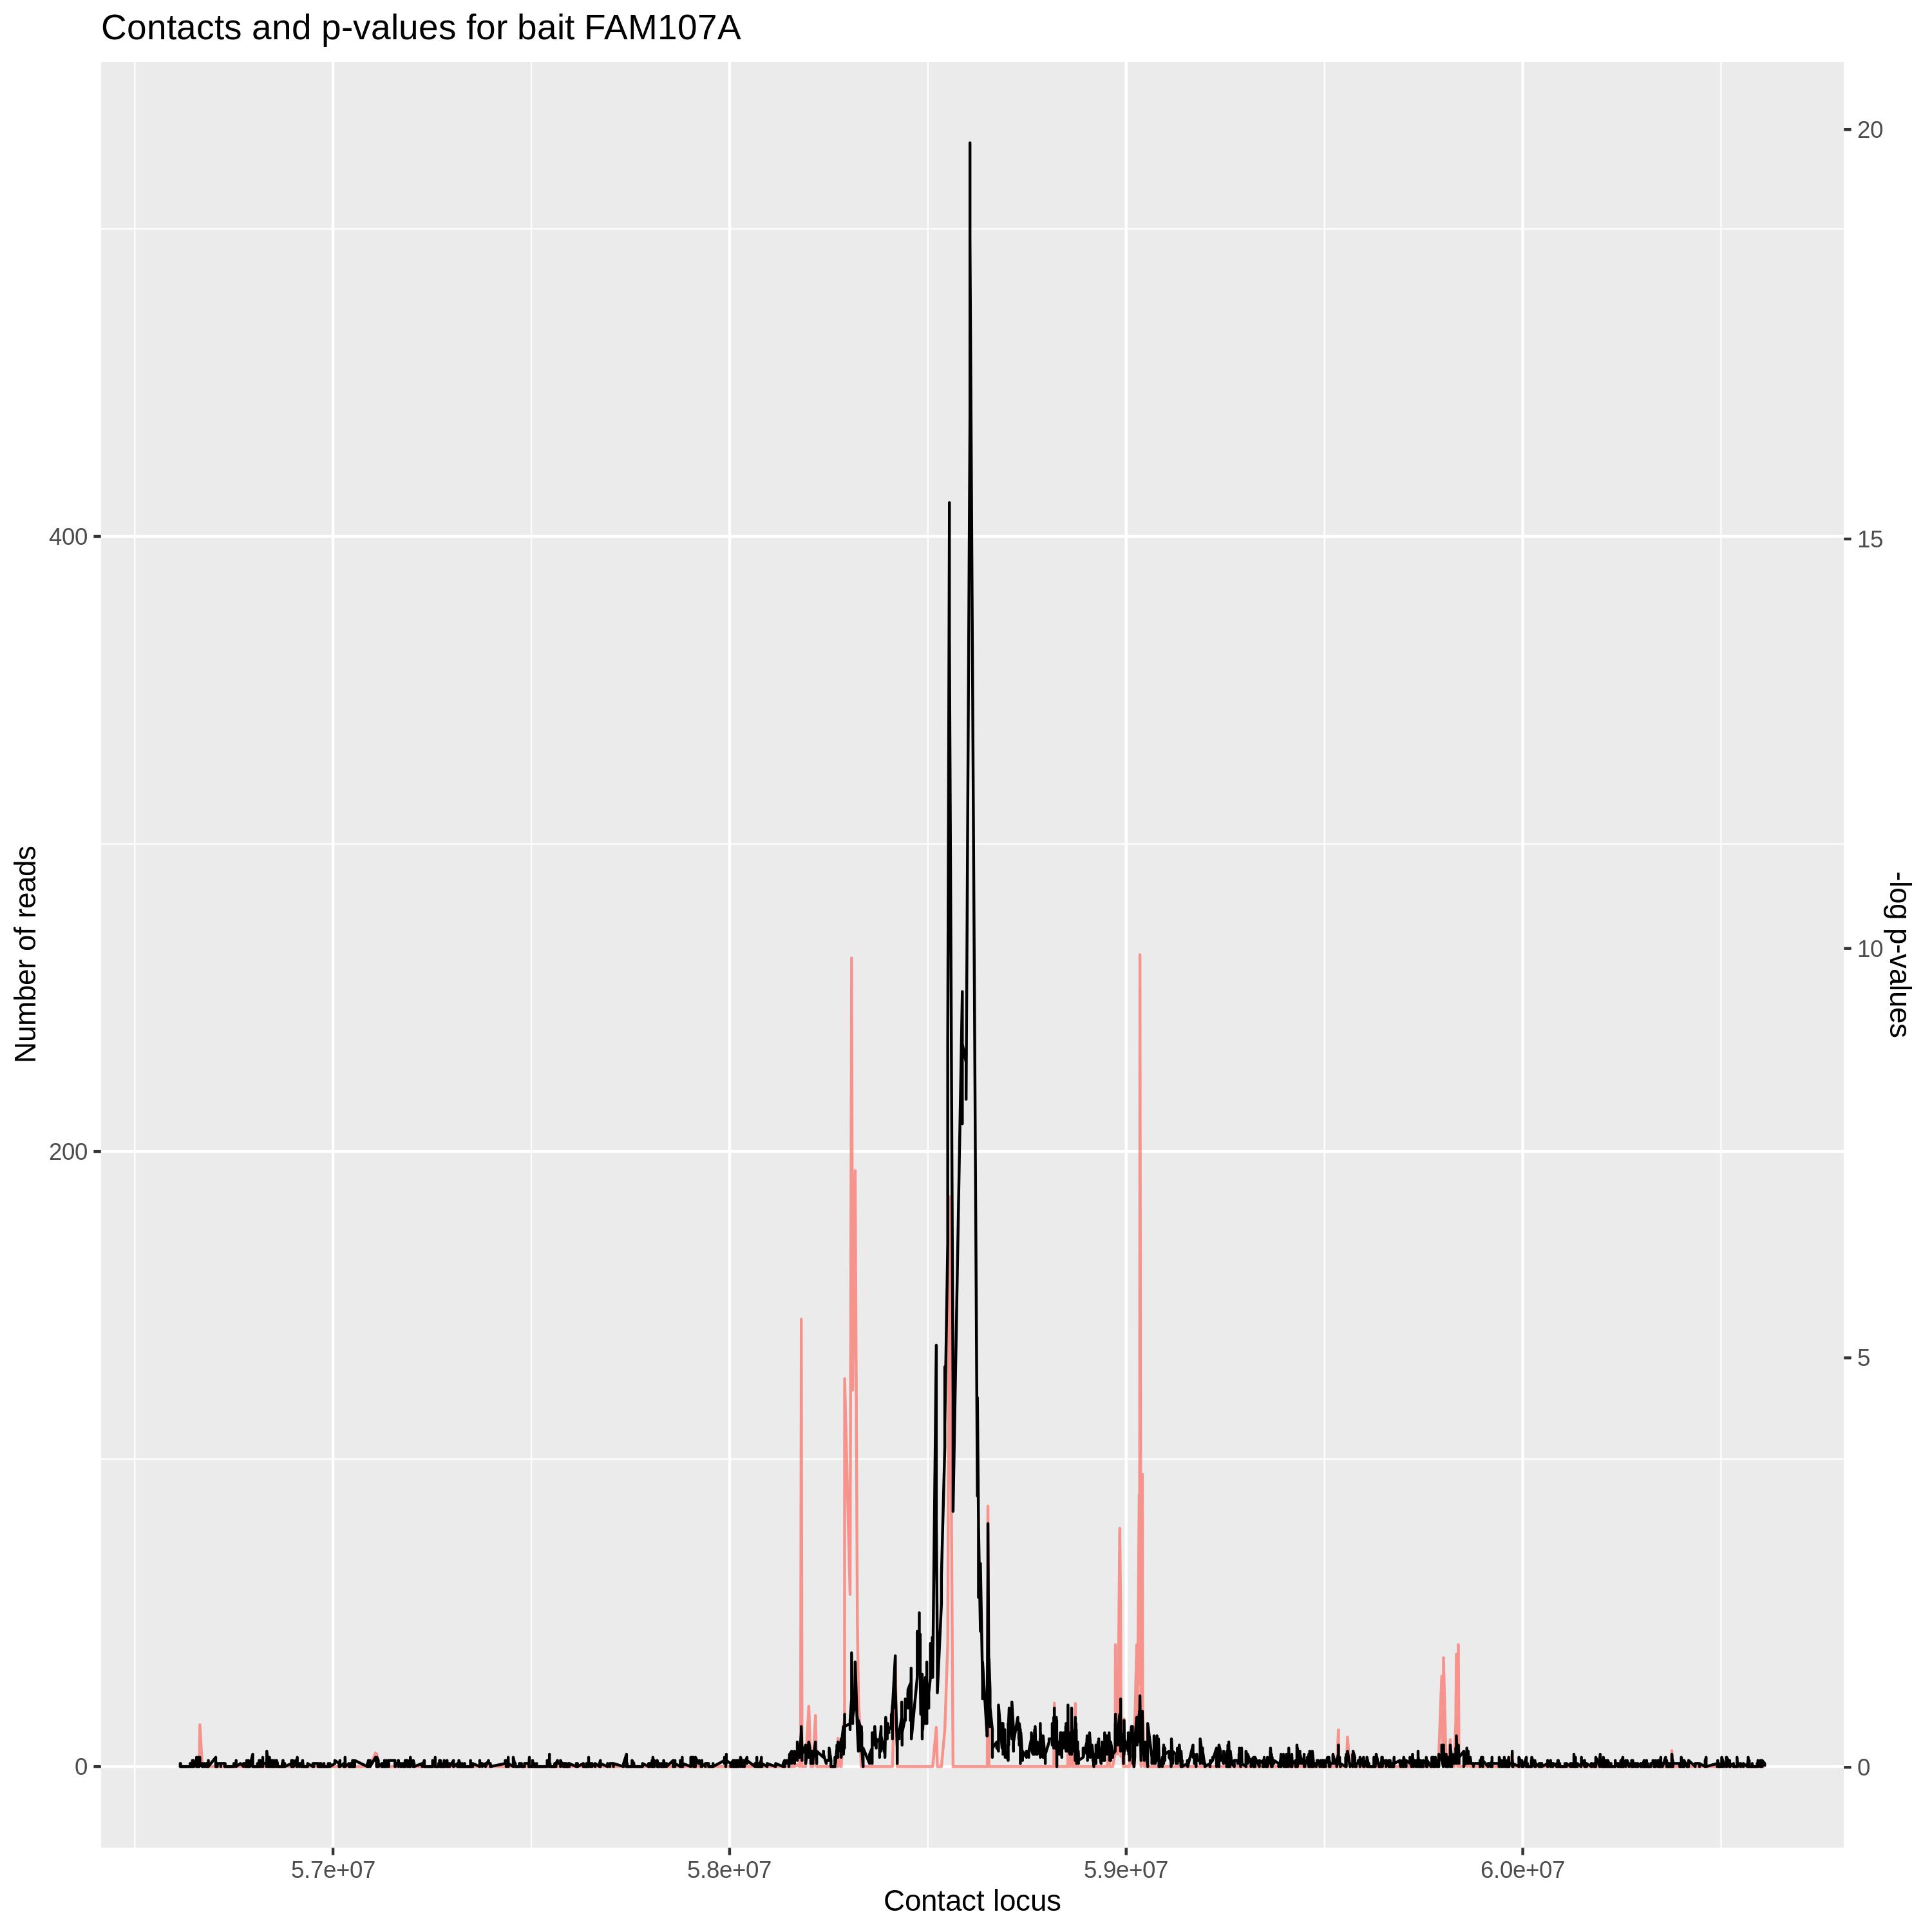 Contacts and p-values for bait FAM107A
Number of reads
400
200
0
20
15
10
5
0
-log p-values
5.7e+07
5.8e+07
5.9e+07
6.0e+07
Contact locus